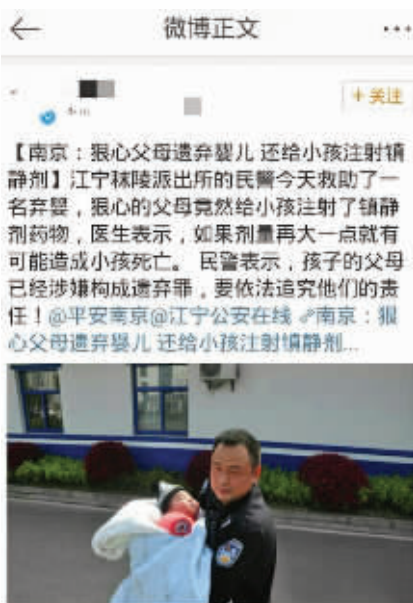 微博正文
+关注
【南京：狠心父母遗弃婴儿 还给小孩注射镇
静剂】江宁秣陵派出所的民警今天救助了一
名弃婴，狠心的父母竟然给小孩注射了镇静
剂药物，医生表示，如果剂量再大一点就有
可能造成小孩死亡。 民警表示，孩子的父母
已经涉嫌构成遗弃罪，要依法追究他们的责
任！@平安南京@江宁公安在线 南京：狠
心父母遗弃婴儿 还给小孩注射镇静剂...